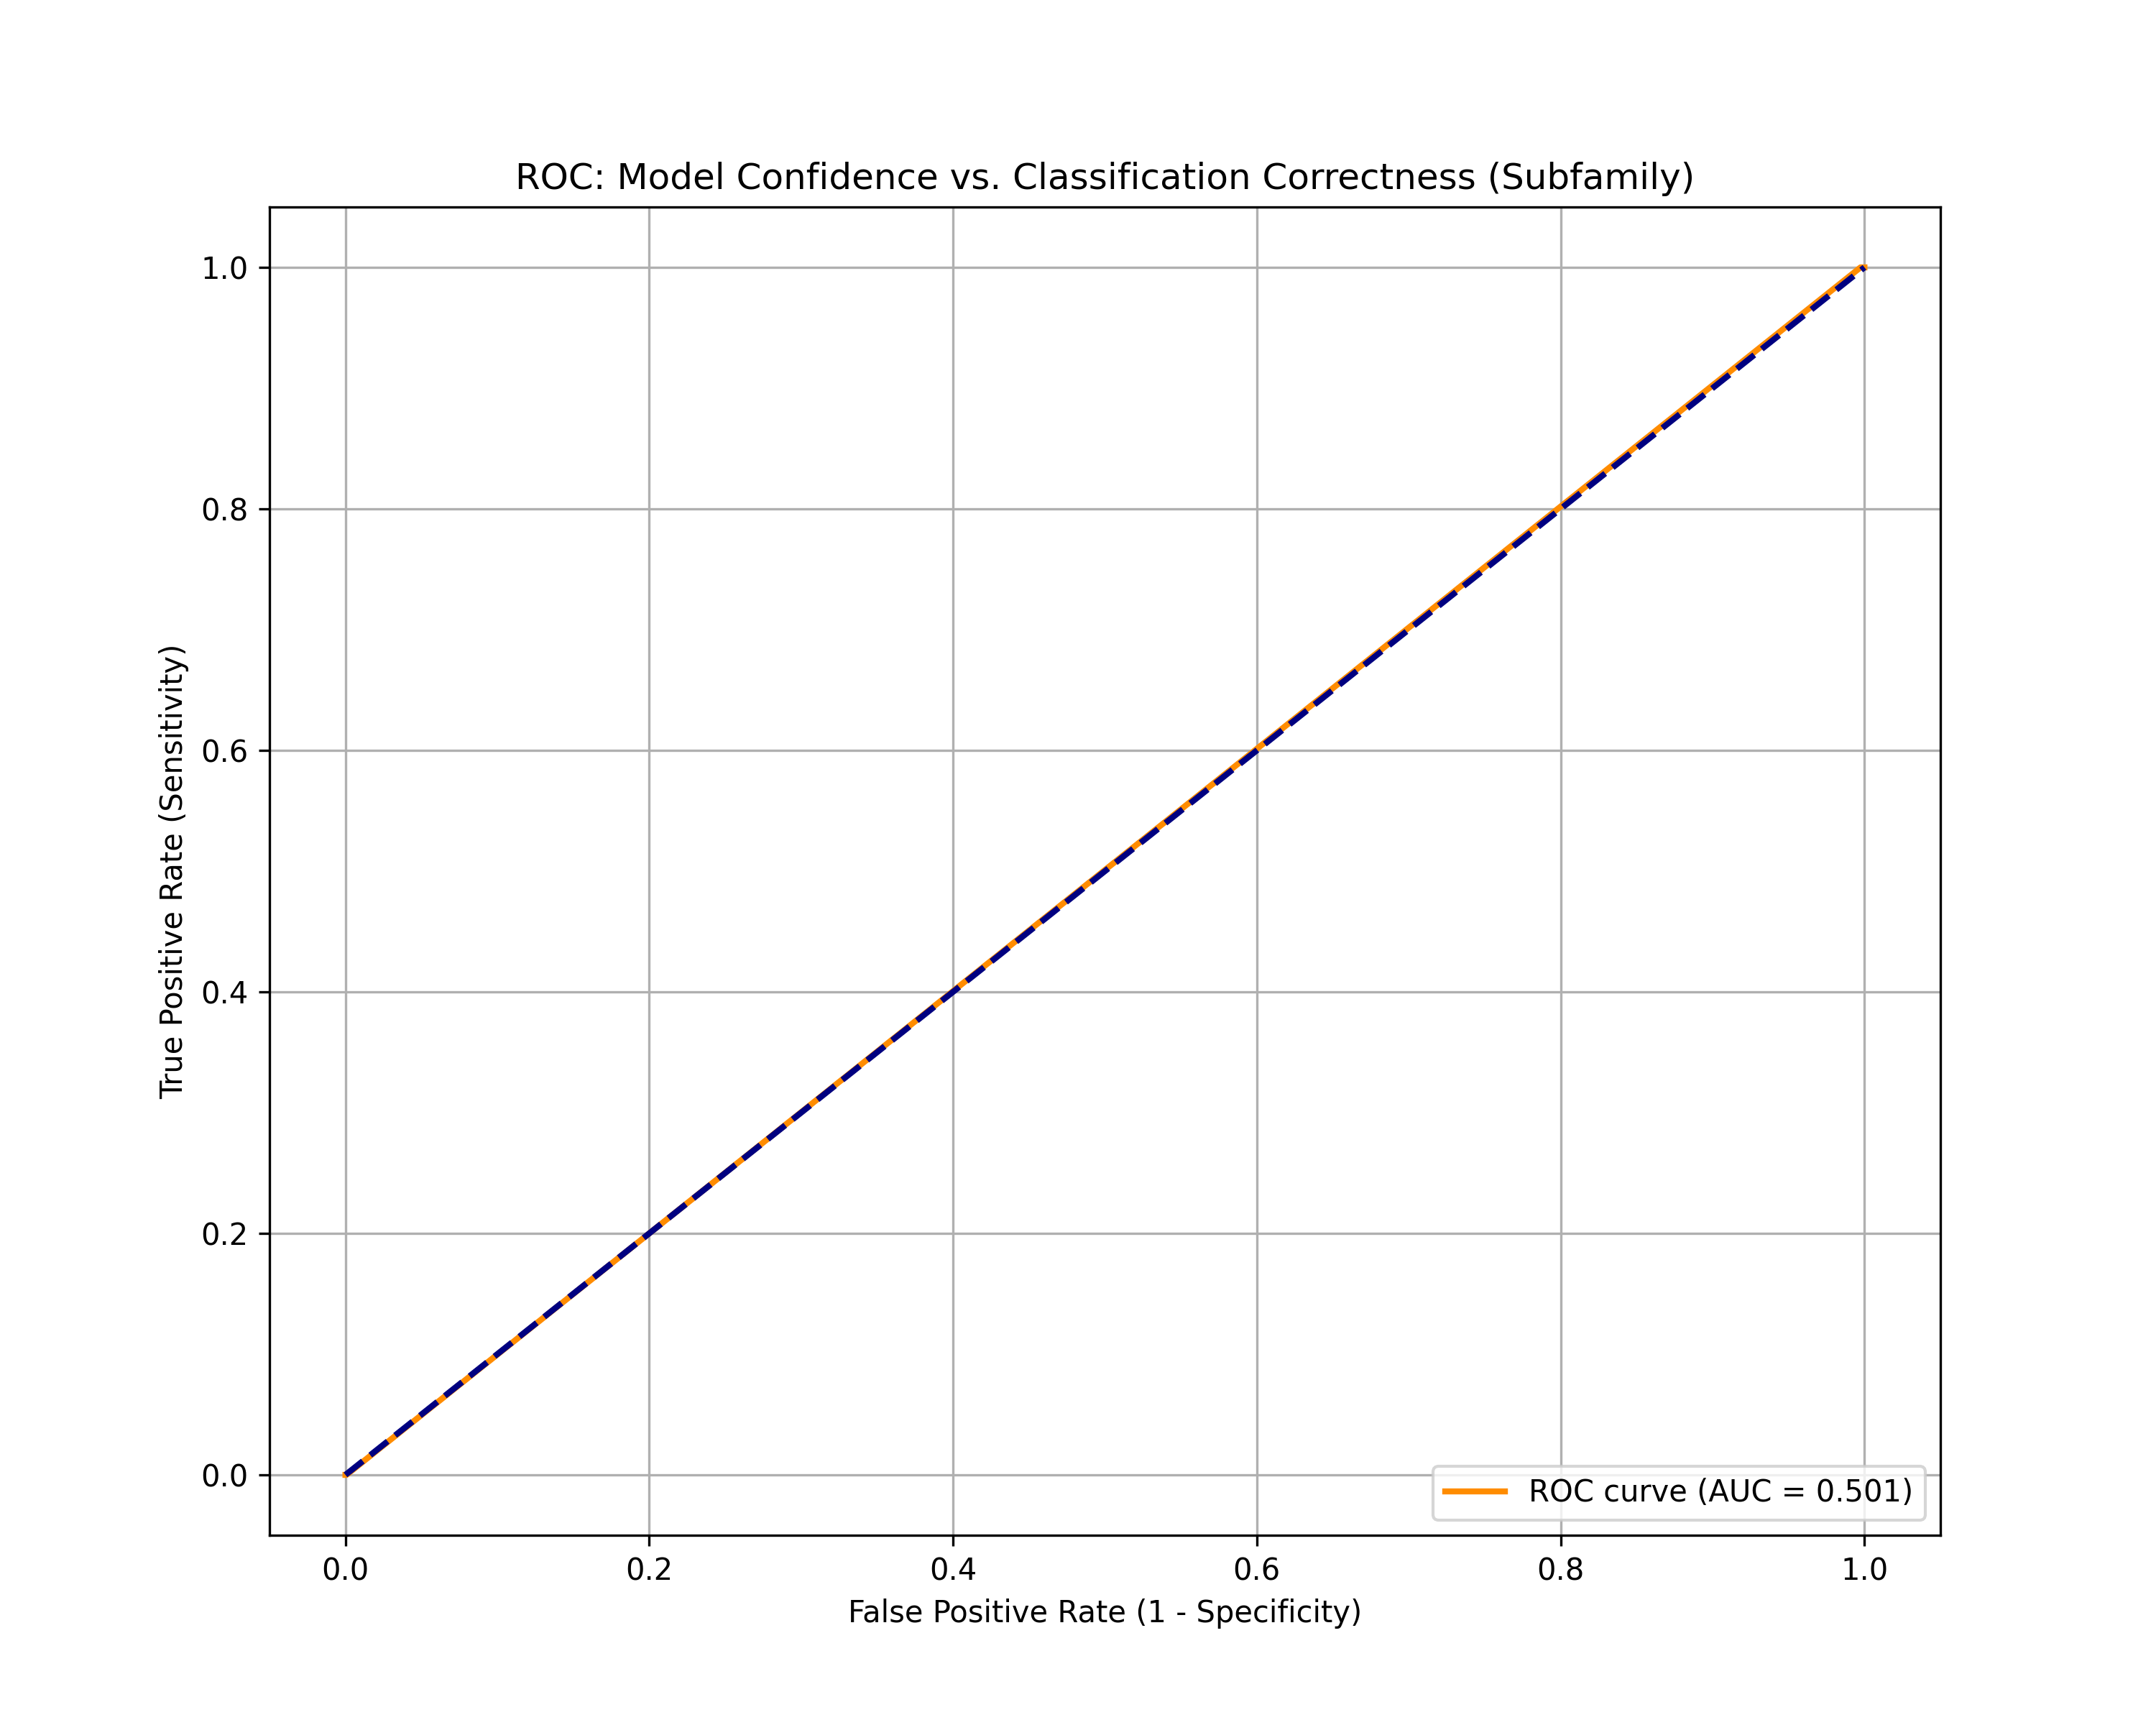 ROC: Model Confidence vs. Classification Correctness (Subfamily)
True Positive Rate (Sensitivity)
1.0
0.8
0.6
0.4
0.2
0.0
ROC curve (AUC = 0.501)
0.0 0.2 0.4 0.6 0.8 1.0
False Positive Rate (1 - Specificity)